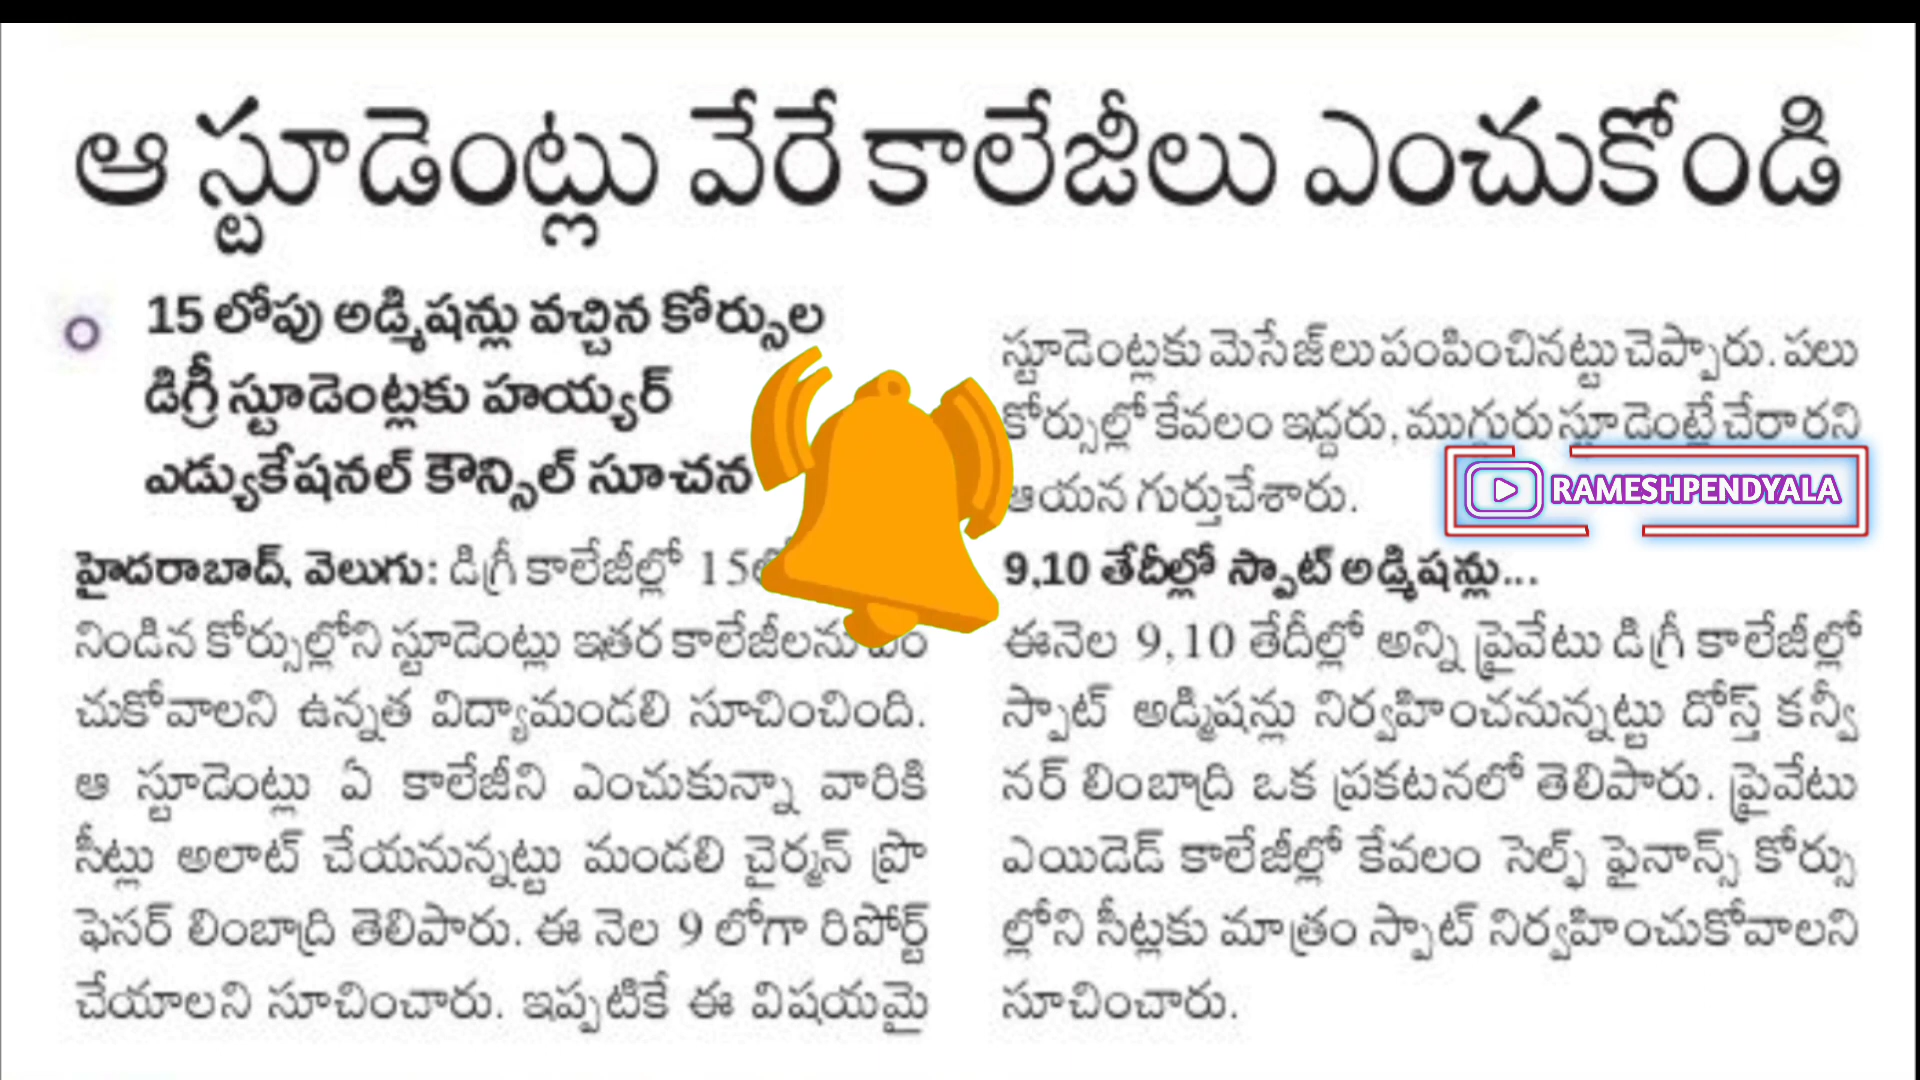 ఆ స్టూడెంట్లు వేరే కాలేజీలు ఎంచుకోండి
15 లోపు అడ్మిషన్లు వచ్చిన కోర్సుల
డిగ్రీ స్టూడెంట్లకు హయ్యర్
ఎడ్యుకేషనల్ కౌన్సిల్ సూచన
హైదరాబాద్, వెలుగు: డిగ్రీ కాలేజీల్లో
నిండిన కోర్సుల్లోని స్టూడెంట్లు ఇతర కాలేజీలను
చుకోవాలని ఉన్నత విద్యామండలి సూచించింది.
ఆ స్టూడెంట్లు ఏ కాలేజీని ఎంచుకున్నా వారికి
సీట్లు అలాట్ చేయనున్నట్టు మండలి చైర్మన్ ప్రొ
ఫెసర్ లింబాద్రి తెలిపారు. ఈ నెల 9 లోగా రిపోర్ట్
చేయాలని సూచించారు. ఇప్పటికే ఈ విషయమై
స్టూడెంట్లకు మెసేజ్‌లు పంపించినట్టు చెప్పారు. పలు
కోర్సుల్లో కేవలం ఇద్దరు, ముగ్గురు స్టూడెంట్లే చేరారని
ఆయన గుర్తుచేశారు.
RAMESHPENDYALA
9,10 తేదీల్లో స్పాట్ అడ్మిషన్లు...
ఈనెల 9,10 తేదీల్లో అన్ని ప్రైవేటు డిగ్రీ కాలేజీల్లో
స్పాట్ అడ్మిషన్లు నిర్వహించనున్నట్టు దోస్త్ కన్వీ
నర్ లింబాద్రి ఒక ప్రకటనలో తెలిపారు. ప్రైవేటు
ఎయిడెడ్ కాలేజీల్లో కేవలం సెల్ఫ్ ఫైనాన్స్ కోర్సు
ల్లోని సీట్లకు మాత్రం స్పాట్ నిర్వహించుకోవాలని
సూచించారు.